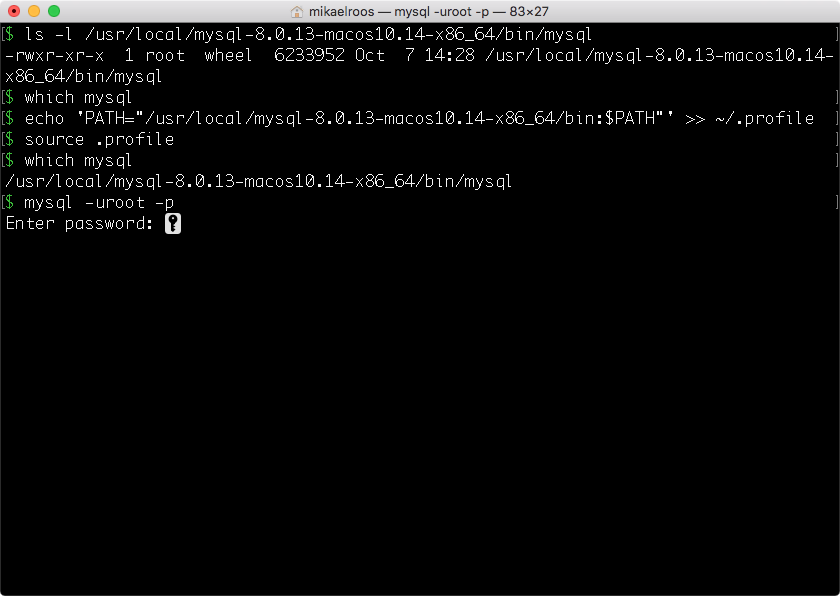 mikaelroos — mysql -uroot -p — 83×27
[$ ls -l /usr/local/mysql-8.0.13-macos10.14-x86_64/bin/mysql ]
-rwxr-xr-x  1 root  wheel  6233952 Oct  7 14:28 /usr/local/mysql-8.0.13-macos10.14-
x86_64/bin/mysql
[$ which mysql ]
[$ echo 'PATH="/usr/local/mysql-8.0.13-macos10.14-x86_64/bin:$PATH"' >> ~/.profile ]
[$ source .profile ]
[$ which mysql ]
/usr/local/mysql-8.0.13-macos10.14-x86_64/bin/mysql
[$ mysql -uroot -p ]
Enter password: